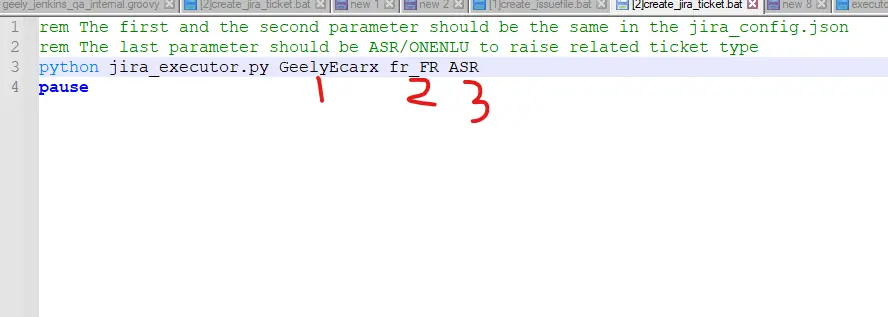 geely_jenkins_qa_internal.groovy [2]create_jira_ticket.bat new 1 new 2 [1]create_issuefile.bat [2]create_jira_ticket.bat new 8 executo
1 rem The first and the second parameter should be the same in the jira_config.json
2 rem The last parameter should be ASR/ONENLU to raise related ticket type
3 python jira_executor.py GeelyEcarx fr_FR ASR
4 pause
1 2 3